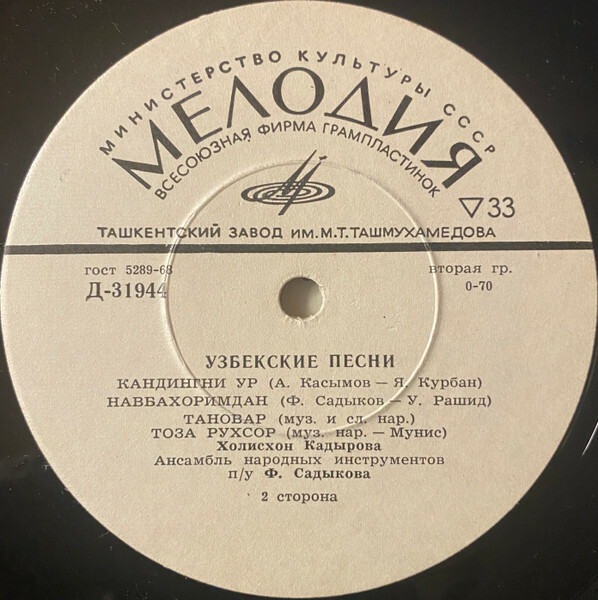 МИНИСТЕРСТВО КУЛЬТУРЫ СССР
МЕЛОДИЯ
ВСЕСОЮЗНАЯ ФИРМА ГРАМПЛАСТИНОК
▽33
ТАШКЕНТСКИЙ ЗАВОД ИМ. М. Т. ТАШМУХАМЕДОВА
гост 5289-68
вторая гр.
Д-31944
0-70
УЗБЕКСКИЕ ПЕСНИ
КАНДИНГНИ УР (А. Касымов — Я. Курбан)
НАВБАХОРИМДАН (Ф. Садыков — У. Рашид)
ТАНОВАР (муз. и сл. нар.)
ТОЗА РУХСОР (муз. нар. — Мунис)
Холисхон Кадырова
Ансамбль народных инструментов
п/у Ф. Садыкова
2 сторона